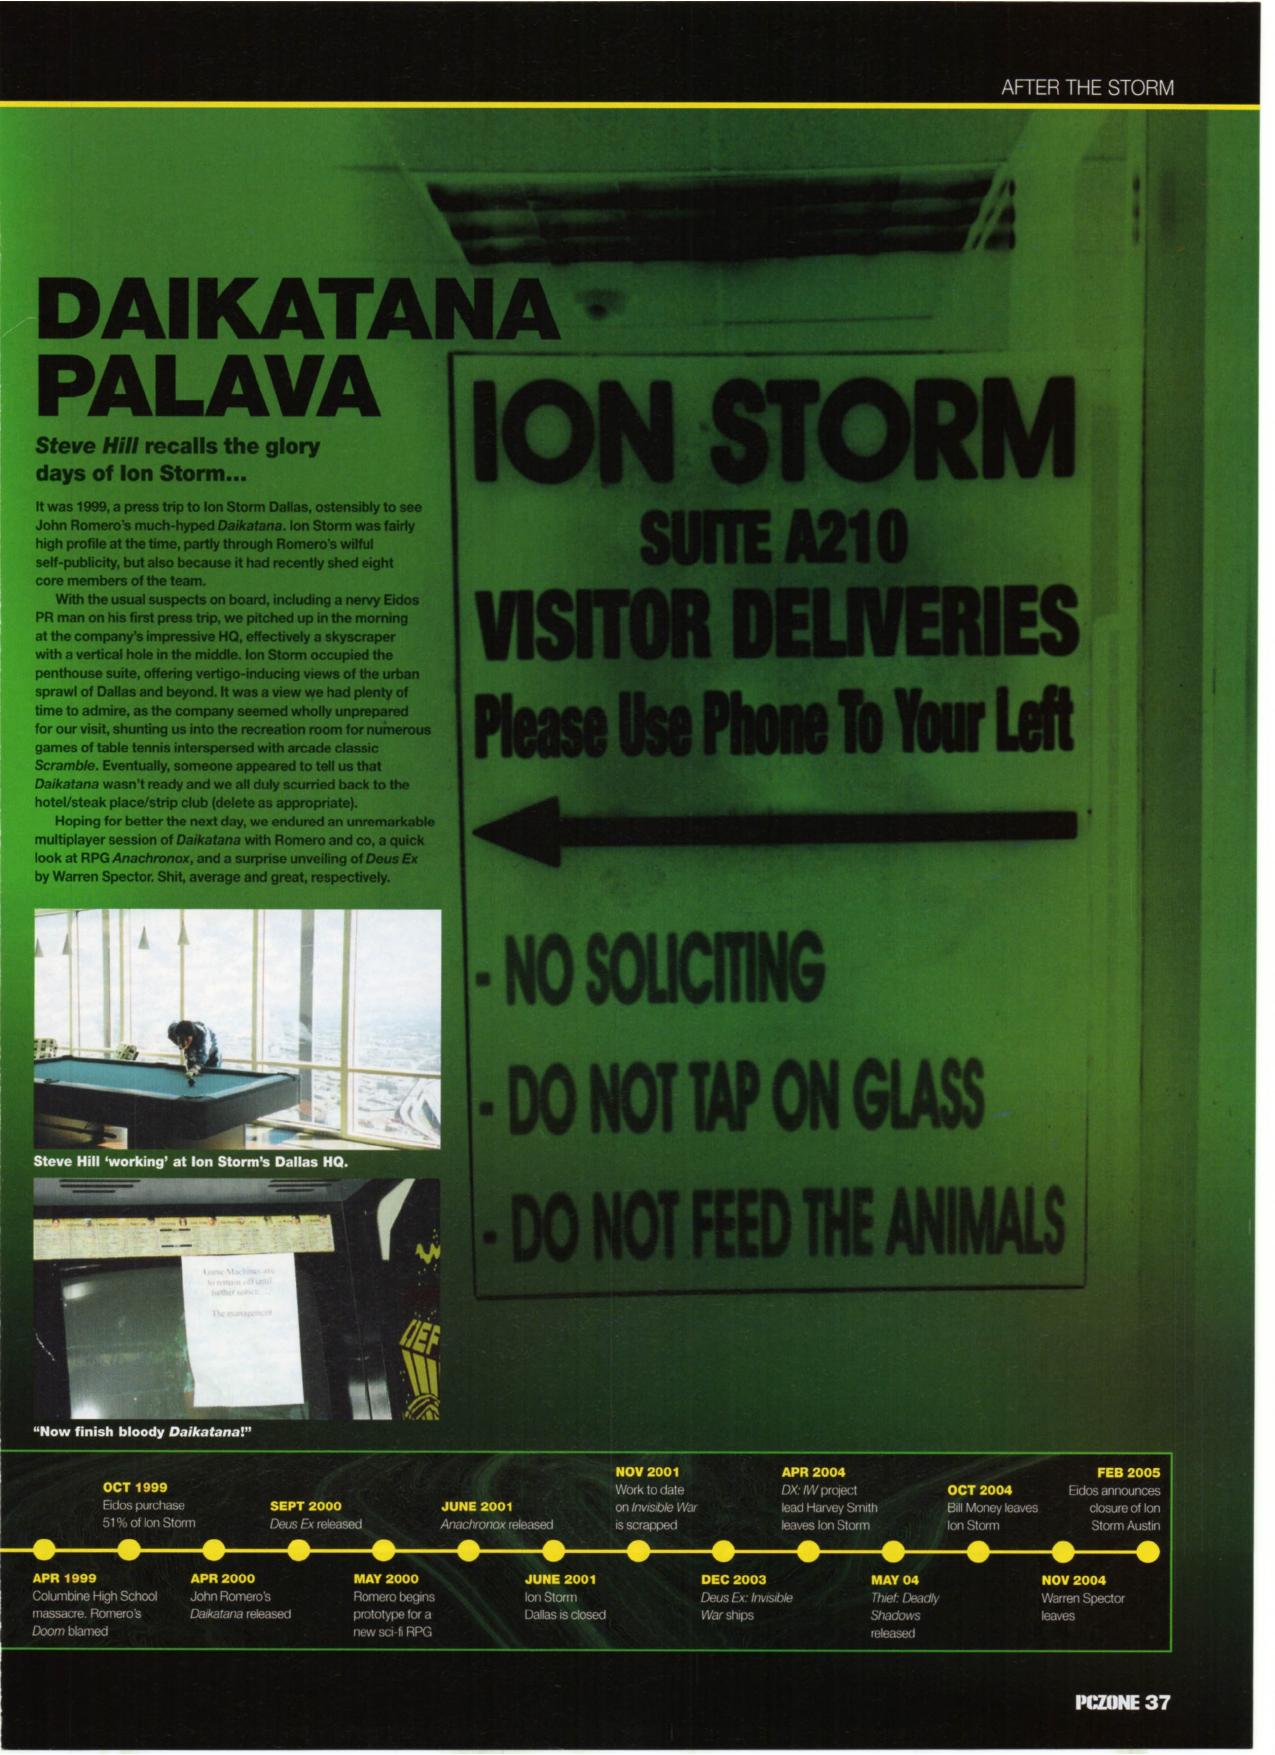 AFTER THE STORM
DAIKATANA
PALAVA
Steve Hill recalls the glory
days of Ion Storm...
It was 1999, a press trip to Ion Storm Dallas, ostensibly to see
John Romero's much-hyped Daikatana. Ion Storm was fairly
high profile at the time, partly through Romero's wilful
self-publicity, but also because it had recently shed eight
core members of the team.
With the usual suspects on board, including a nervy Eidos
PR man on his first press trip, we pitched up in the morning
at the company's impressive HQ, effectively a skyscraper
with a vertical hole in the middle. Ion Storm occupied the
penthouse suite, offering vertigo-inducing views of the urban
sprawl of Dallas and beyond. It was a view we had plenty of
time to admire, as the company seemed wholly unprepared
for our visit, shunting us into the recreation room for numerous
games of table tennis interspersed with arcade classic
Scramble. Eventually, someone appeared to tell us that
Daikatana wasn't ready and we all duly scurried back to the
hotel/steak place/strip club (delete as appropriate).
Hoping for better the next day, we endured an unremarkable
multiplayer session of Daikatana with Romero and co, a quick
look at RPG Anachronox, and a surprise unveiling of Deus Ex
by Warren Spector. Shit, average and great, respectively.
ION STORM
SUITE A210
VISITOR DELIVERIES
Please Use Phone To Your Left
- NO SOLICITING
- DO NOT TAP ON GLASS
- DO NOT FEED THE ANIMALS
Steve Hill 'working' at Ion Storm's Dallas HQ.
Game Machines are
to remain off until
further notice.
The management
"Now finish bloody Daikatana!"
APR 1999
Columbine High School
massacre. Romero's
Doom blamed
OCT 1999
Eidos purchase
51% of Ion Storm
APR 2000
John Romero's
Daikatana released
SEPT 2000
Deus Ex released
MAY 2000
Romero begins
prototype for a
new sci-fi RPG
JUNE 2001
Anachronox released
JUNE 2001
Ion Storm
Dallas is closed
NOV 2001
Work to date
on Invisible War
is scrapped
DEC 2003
Deus Ex: Invisible
War ships
APR 2004
DX: IW project
lead Harvey Smith
leaves Ion Storm
MAY 04
Thief: Deadly
Shadows
released
OCT 2004
Bill Money leaves
Ion Storm
NOV 2004
Warren Spector
leaves
FEB 2005
Eidos announces
closure of Ion
Storm Austin
PCZONE 37